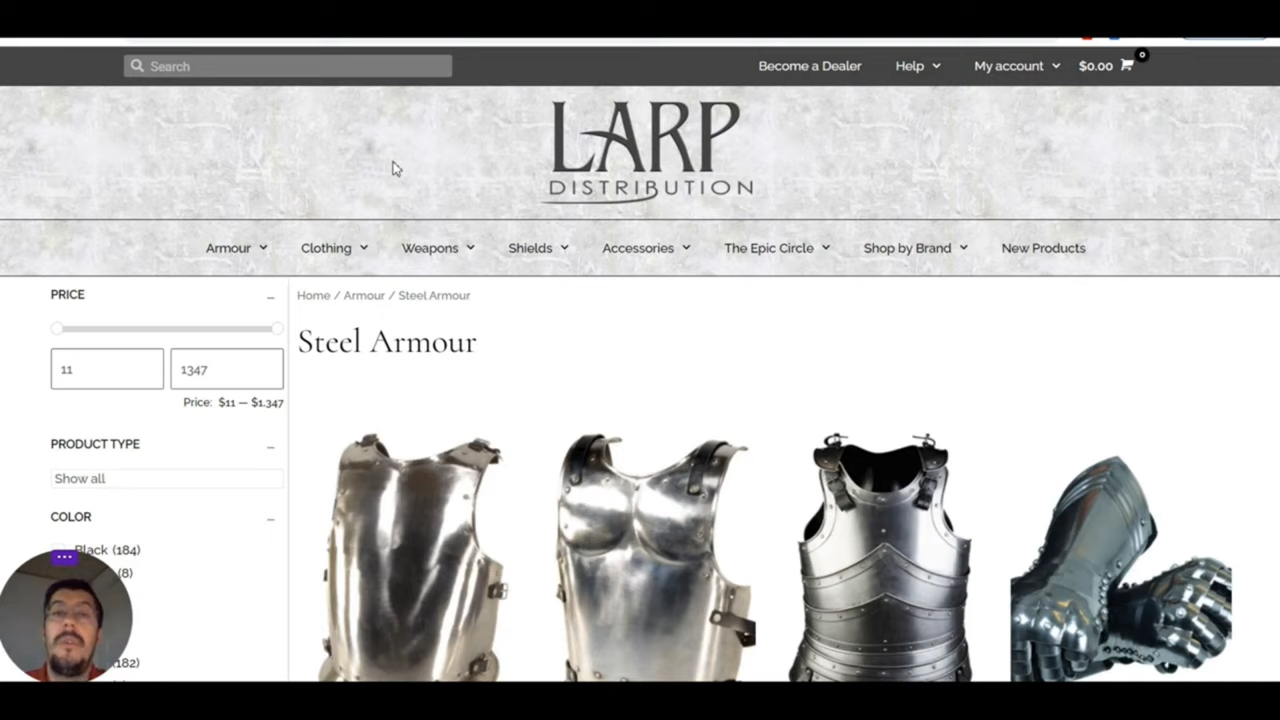 Search
Become a Dealer
Help
My account
$0.00
0
LARP
DISTRIBUTION
Armour
Clothing
Weapons
Shields
Accessories
The Epic Circle
Shop by Brand
New Products
PRICE
11
1347
Price: $11 — $1.347
PRODUCT TYPE
Show all
COLOR
Black (184)
(8)
(182)
Home / Armour / Steel Armour
Steel Armour